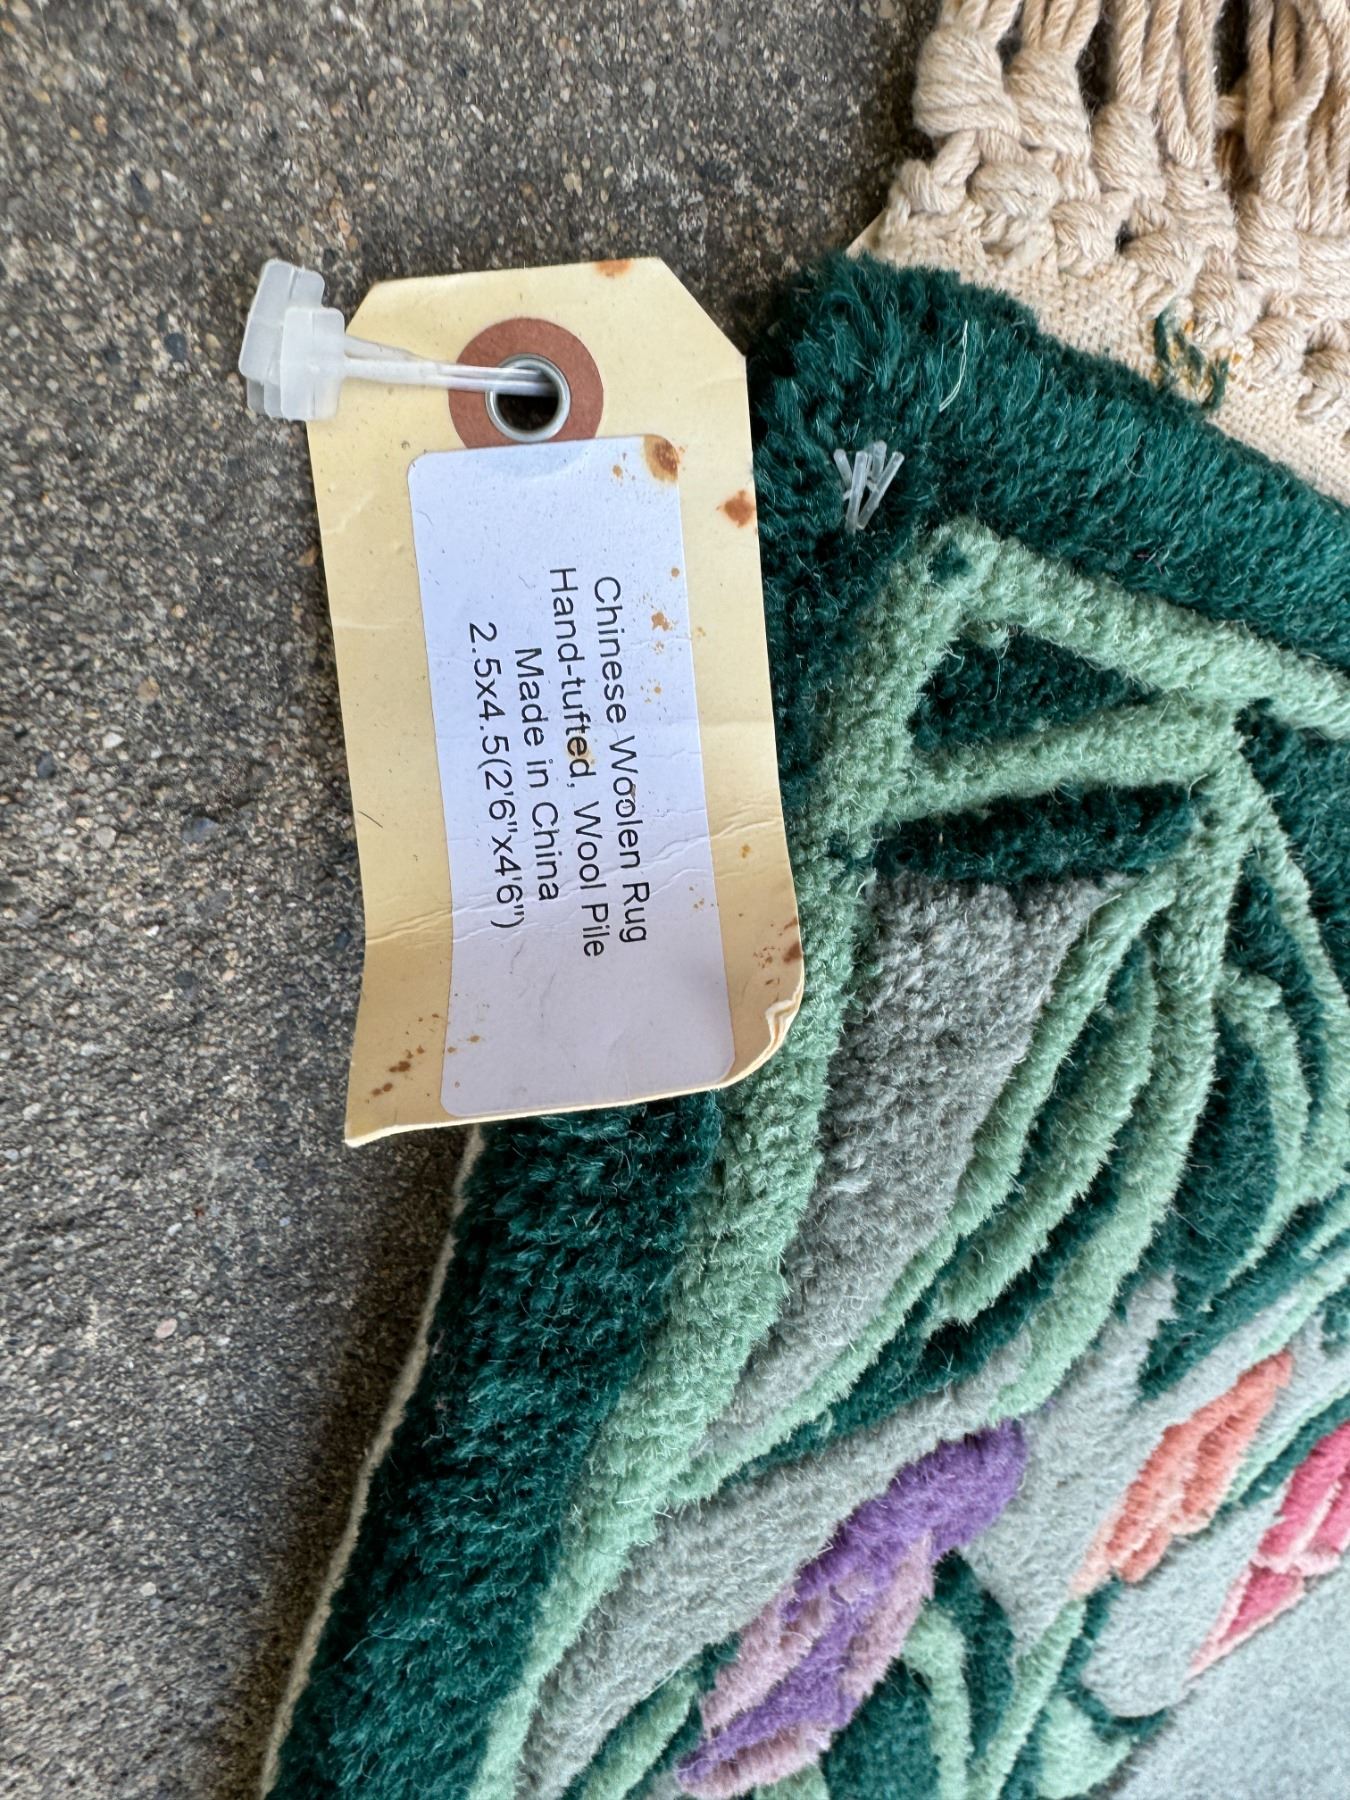 Chinese Woolen Rug
Hand-tufted, Wool Pile
Made in China
2.5x4.5(2'6"x4'6")